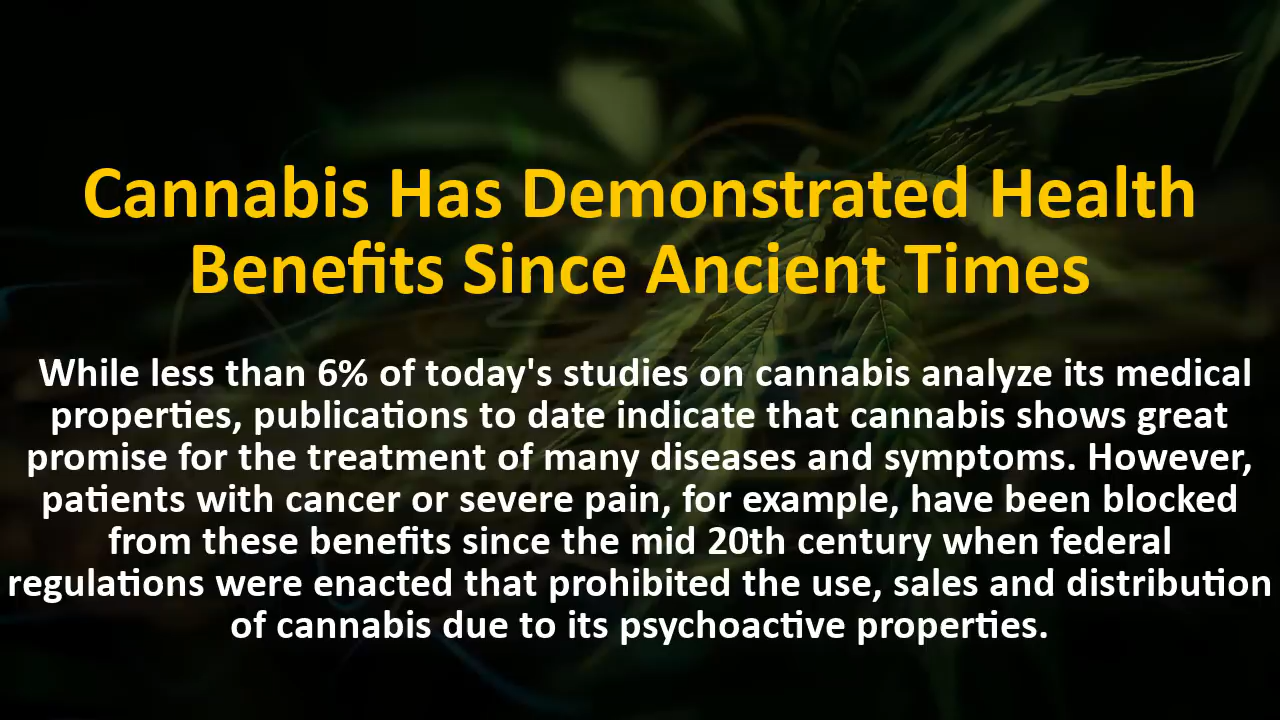 Cannabis Has Demonstrated Health
Benefits Since Ancient Times
While less than 6% of today's studies on cannabis analyze its medical
properties, publications to date indicate that cannabis shows great
promise for the treatment of many diseases and symptoms. However,
patients with cancer or severe pain, for example, have been blocked
from these benefits since the mid 20th century when federal
regulations were enacted that prohibited the use, sales and distribution
of cannabis due to its psychoactive properties.